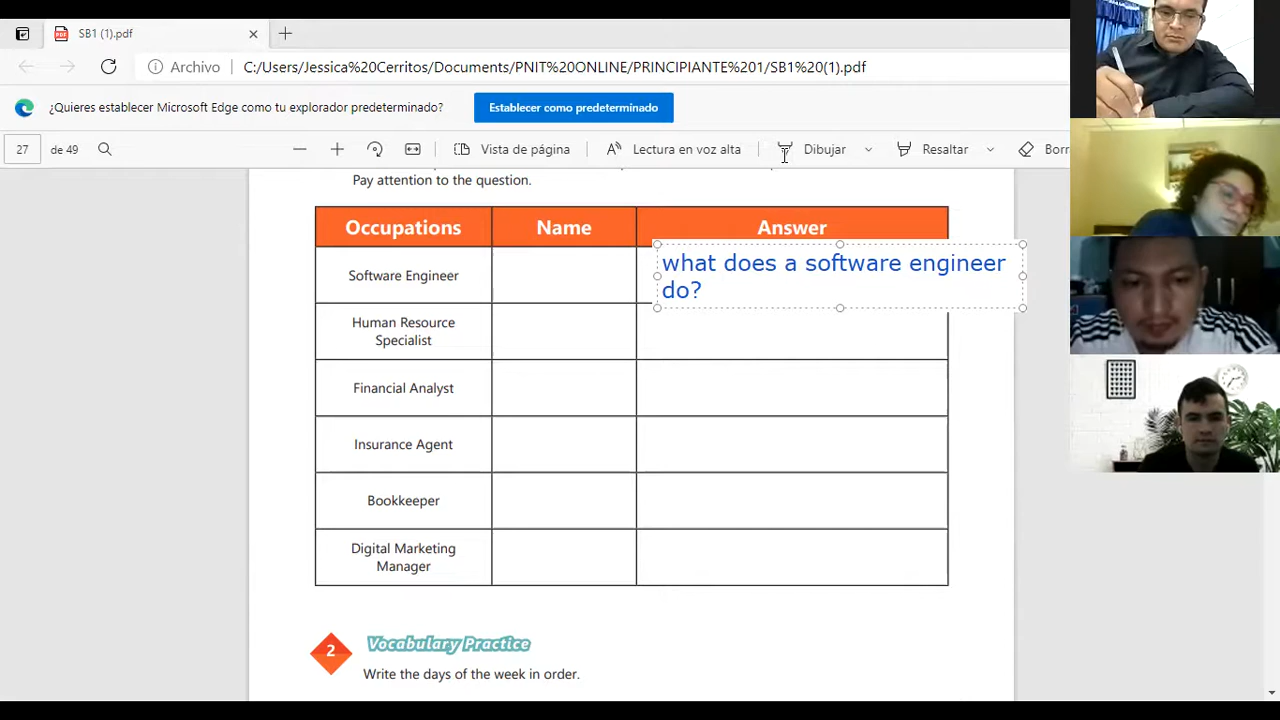 SB1 (1).pdf
Archivo
C:/Users/Jessica%20Cerritos/Documents/PNIT%20ONLINE/PRINCIPIANTE%201/SB1%20(1).pdf
¿Quieres establecer Microsoft Edge como tu explorador predeterminado?
Establecer como predeterminado
27
de 49
Vista de página
Lectura en voz alta
Dibujar
Resaltar
Borr
Pay attention to the question.
Occupations
Name
Answer
Software Engineer
what does a software engineer
do?
Human Resource
Specialist
Financial Analyst
Insurance Agent
Bookkeeper
Digital Marketing
Manager
2
Vocabulary Practice
Write the days of the week in order.